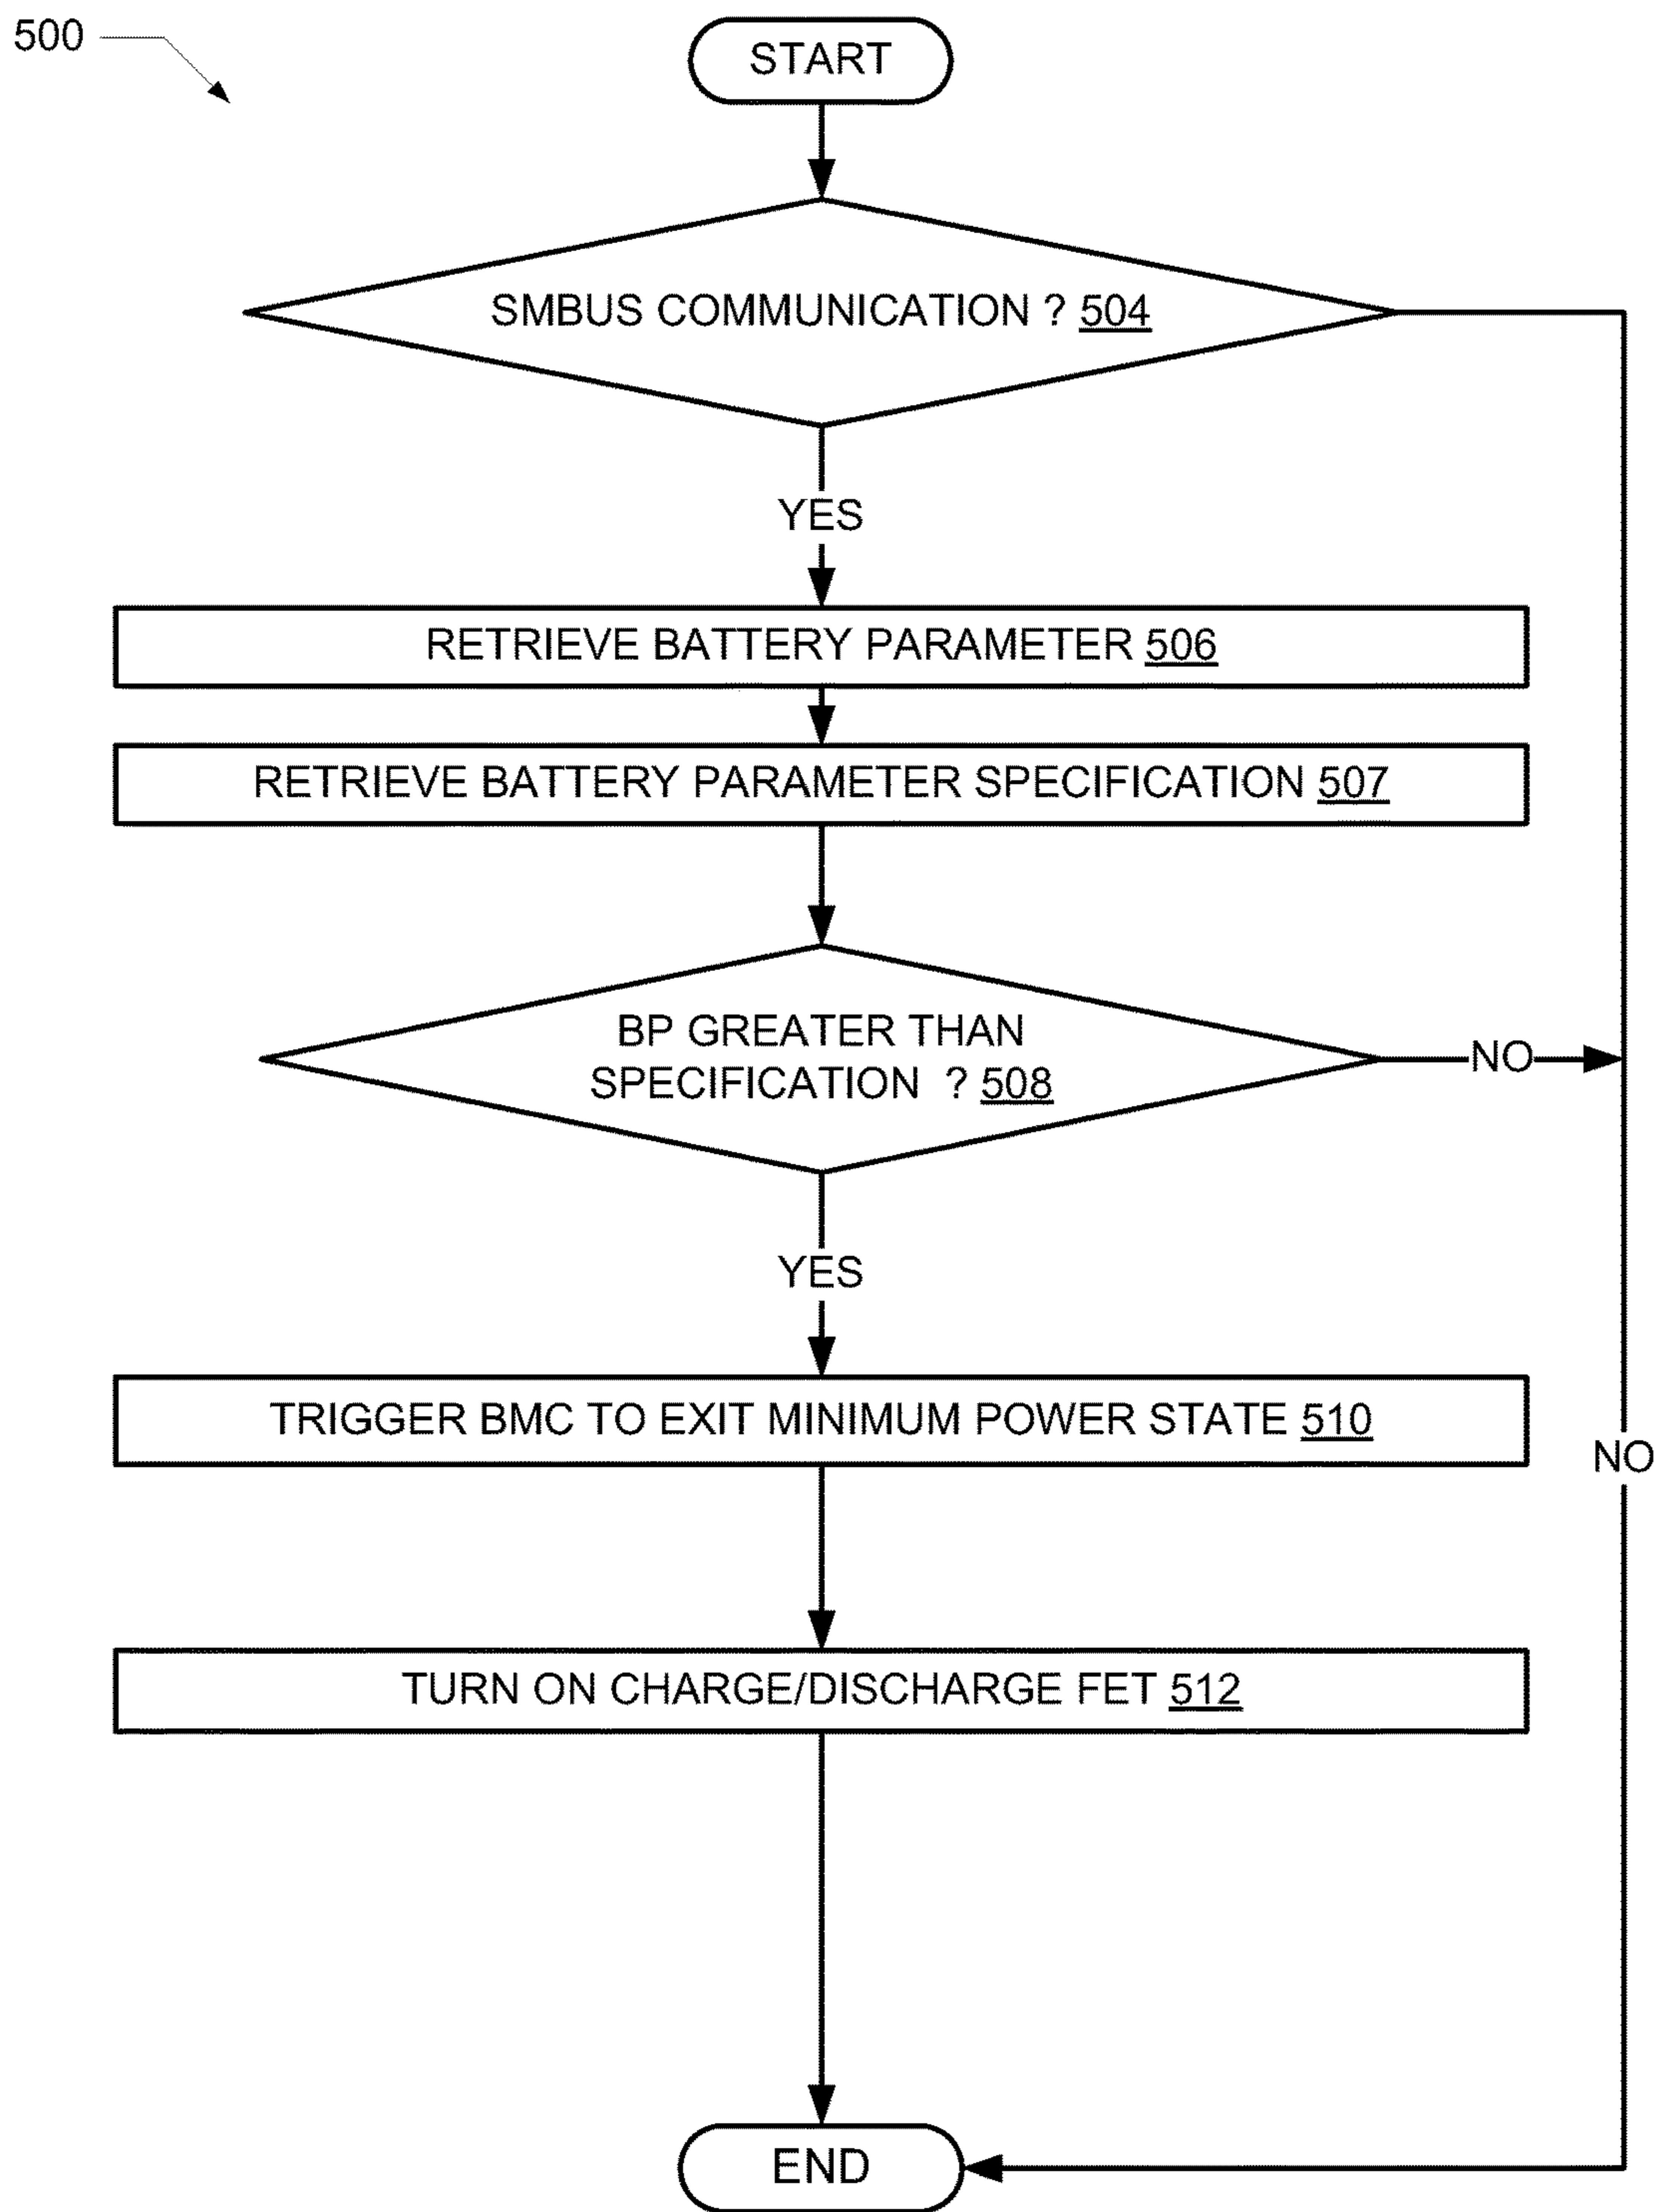 500
START
SMBUS COMMUNICATION ? 504
YES
RETRIEVE BATTERY PARAMETER 506
RETRIEVE BATTERY PARAMETER SPECIFICATION 507
BP GREATER THAN
SPECIFICATION ? 508
NO
YES
TRIGGER BMC TO EXIT MINIMUM POWER STATE 510
NO
TURN ON CHARGE/DISCHARGE FET 512
END